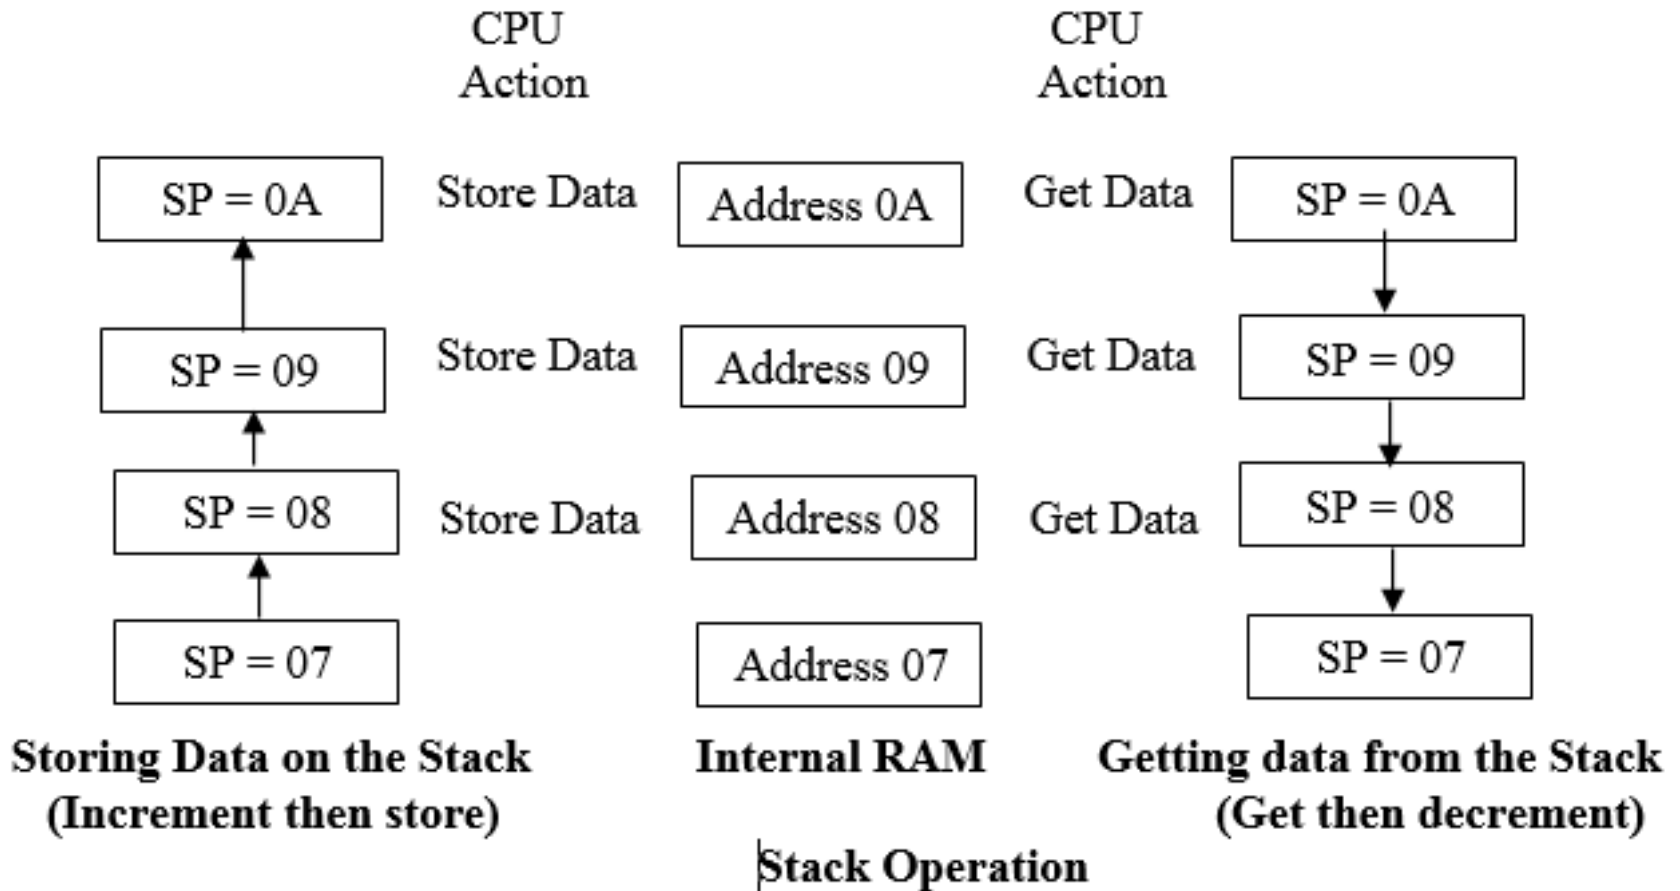 CPU CPU
Action Action
SP = 0A Store Data Address 0A Get Data SP = 0A
SP = 09 Store Data Address 09 Get Data SP = 09
SP = 08 Store Data Address 08 Get Data SP = 08
SP = 07 Address 07 SP = 07
Storing Data on the Stack Internal RAM Getting data from the Stack
(Increment then store) (Get then decrement)
Stack Operation